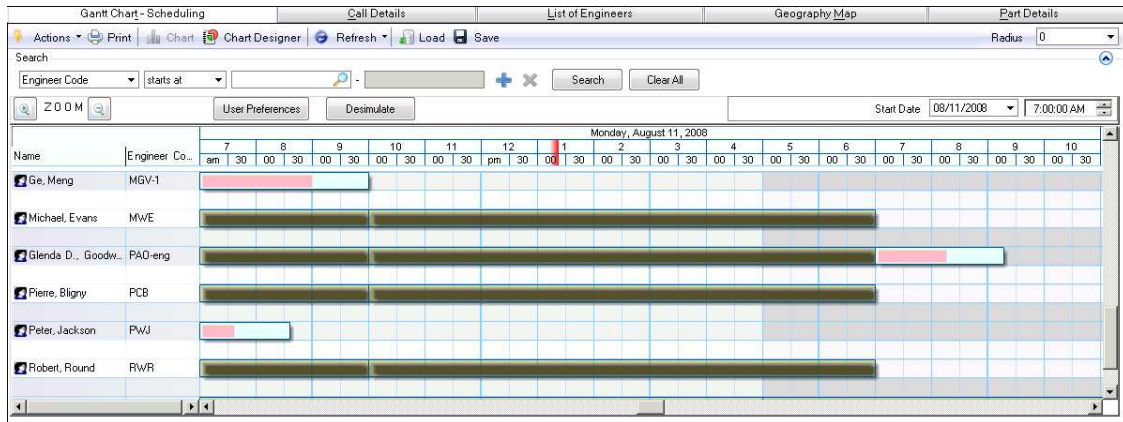 Gantt Chart - Scheduling Call Details List of Engineers Geography Map Part Details
Actions Print Chart Chart Designer Refresh Load Save Radius 0
Search
Engineer Code starts at - Search Clear All
ZOOM User Preferences Desimulate Start Date 08/11/2008 7:00:00 AM
Monday, August 11, 2008
7 8 9 10 11 12 1 2 3 4 5 6 7 8 9 10
Name Engineer Co... am 30 00 30 00 30 00 30 00 30 pm 30 00 30 00 30 00 30 00 30 00 30 00 30 00 30 00 30 00 30 00 30
Ge, Meng MGV-1
Michael, Evans MWE
Glenda D., Goodw... PAO-eng
Pierre, Bligny PCB
Peter, Jackson PWJ
Robert, Round RWR